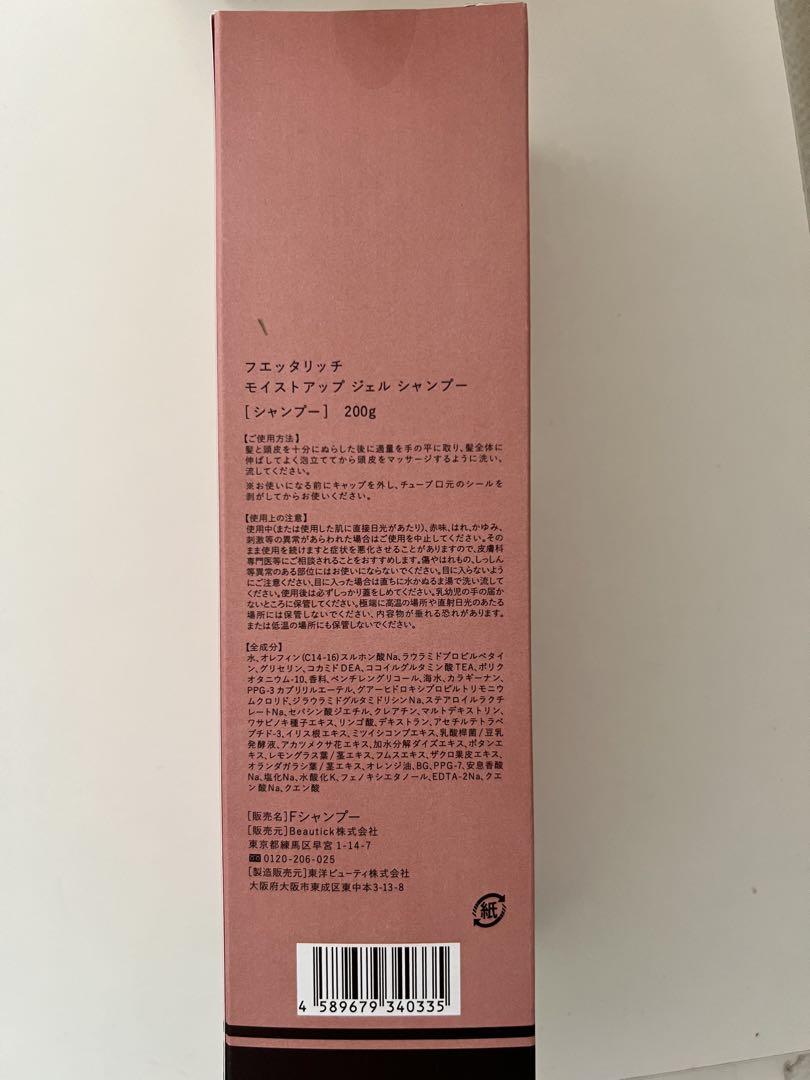 フエッタリッチ
モイストアップ ジェル シャンプー
[シャンプー] 200g
【ご使用方法】
髪と頭皮を十分にぬらした後に適量を手の平に取り、髪全体に
伸ばしてよく泡立ててから頭皮をマッサージするように洗い、
流してください。
※お使いになる前にキャップを外し、チューブ口元のシールを
剥がしてからお使いください。
【使用上の注意】
使用中(または使用した肌に直接日光があたり)、赤味、はれ、かゆみ、
刺激等の異常があらわれた場合はご使用を中止してください。その
まま使用を続けますと症状を悪化させることがありますので、皮膚科
専門医等にご相談されることをおすすめします。傷やはれもの、しっしん
等異常のある部位にはお使いにならないでください。目に入らないよう
にご注意ください。目に入った場合は直ちに水かぬるま湯で洗い流して
ください。使用後は必ずしっかり蓋をしめてください。乳幼児の手の届か
ないところに保管してください。極端に高温の場所や直射日光のあたる
場所には保管しないでください、内容物が垂れる恐れがあります。
または低温の場所にも保管しないでください。
【全成分】
水、オレフィン(C14-16)スルホン酸Na、ラウラミドプロピルベタイ
ン、グリセリン、コカミドDEA、ココイルグルタミン酸TEA、ポリク
オタニウム-10、香料、ペンチレングリコール、海水、カラギーナン、
PPG-3カプリリルエーテル、グアーヒドロキシプロピルトリモニウ
ムクロリド、ジラウラミドグルタミドリシンNa、ステアロイルラクチ
レートNa、セバシン酸ジエチル、クレアチン、マルトデキストリン、
ワサビノキ種子エキス、リンゴ酸、デキストラン、アセチルテトラペ
プチド-3、イリス根エキス、ミツイシコンブエキス、乳酸桿菌/豆乳
発酵液、アカツメクサ花エキス、加水分解ダイズエキス、ボタンエ
キス、レモングラス葉/茎エキス、フムスエキス、ザクロ果皮エキス、
オランダガラシ葉/茎エキス、オレンジ油、BG、PPG-7、安息香酸
Na、塩化Na、水酸化K、フェノキシエタノール、EDTA-2Na、クエ
ン酸Na、クエン酸
[販売名]Fシャンプー
[販売元]Beautick株式会社
東京都練馬区早宮1-14-7
0120-206-025
[製造販売元]東洋ビューティ株式会社
大阪府大阪市東成区東中本3-13-8
紙
4 589679 340335